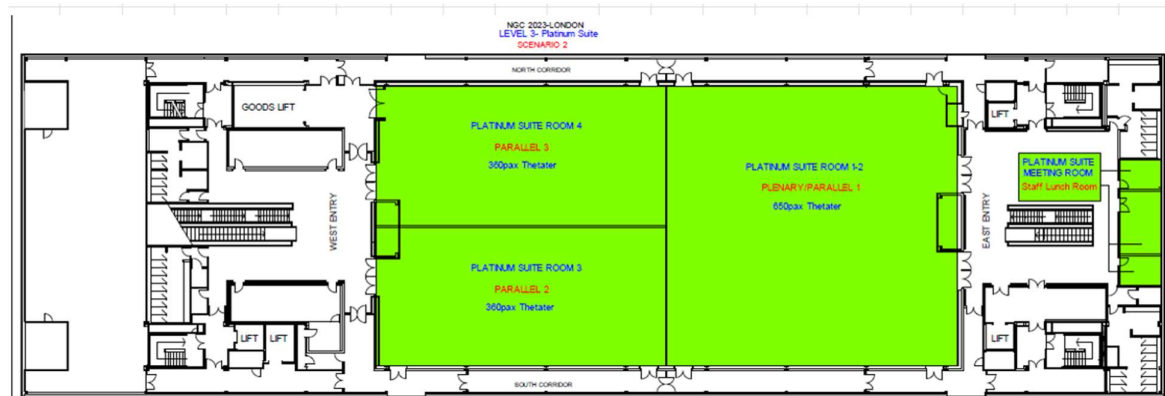 NGC 2023-LONDON
LEVEL 3- Platinum Suite
SCENARIO 2
NORTH CORRIDOR
GOODS LIFT
PLATINUM SUITE ROOM 4
PARALLEL 3
360pax Thetater
PLATINUM SUITE ROOM 1-2
PLENARY/PARALLEL 1
650pax Thetater
LIFT
PLATINUM SUITE
MEETING ROOM
Staff Lunch Room
WEST ENTRY
EAST ENTRY
PLATINUM SUITE ROOM 3
PARALLEL 2
360pax Thetater
LIFT
LIFT
LIFT
SOUTH CORRIDOR